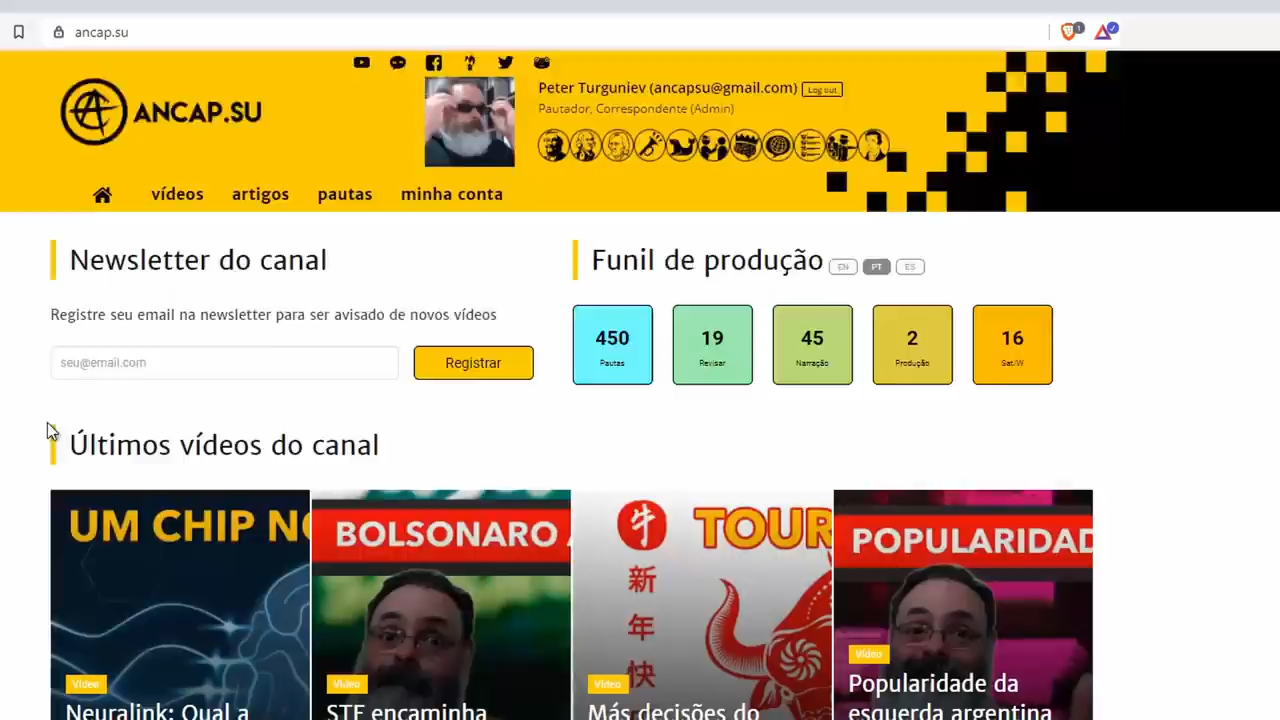 ancap.su
ANCAP.SU
Peter Turguniev (ancapsu@gmail.com) Log out
Pautador, Correspondente (Admin)
vídeos artigos pautas minha conta
Newsletter do canal
Registre seu email na newsletter para ser avisado de novos vídeos
seu@email.com Registrar
Funil de produção EN PT ES
450 19 45 2 16
Pautas Revisar Narração Produção Sat/W
Últimos vídeos do canal
UM CHIP NO
Vídeo
Neuralink: Qual a
BOLSONARO
Vídeo
STF encaminha
牛
新
年
快
TOUR
Vídeo
Más decisões do
POPULARIDAD
Vídeo
Popularidade da
esquerda argentina